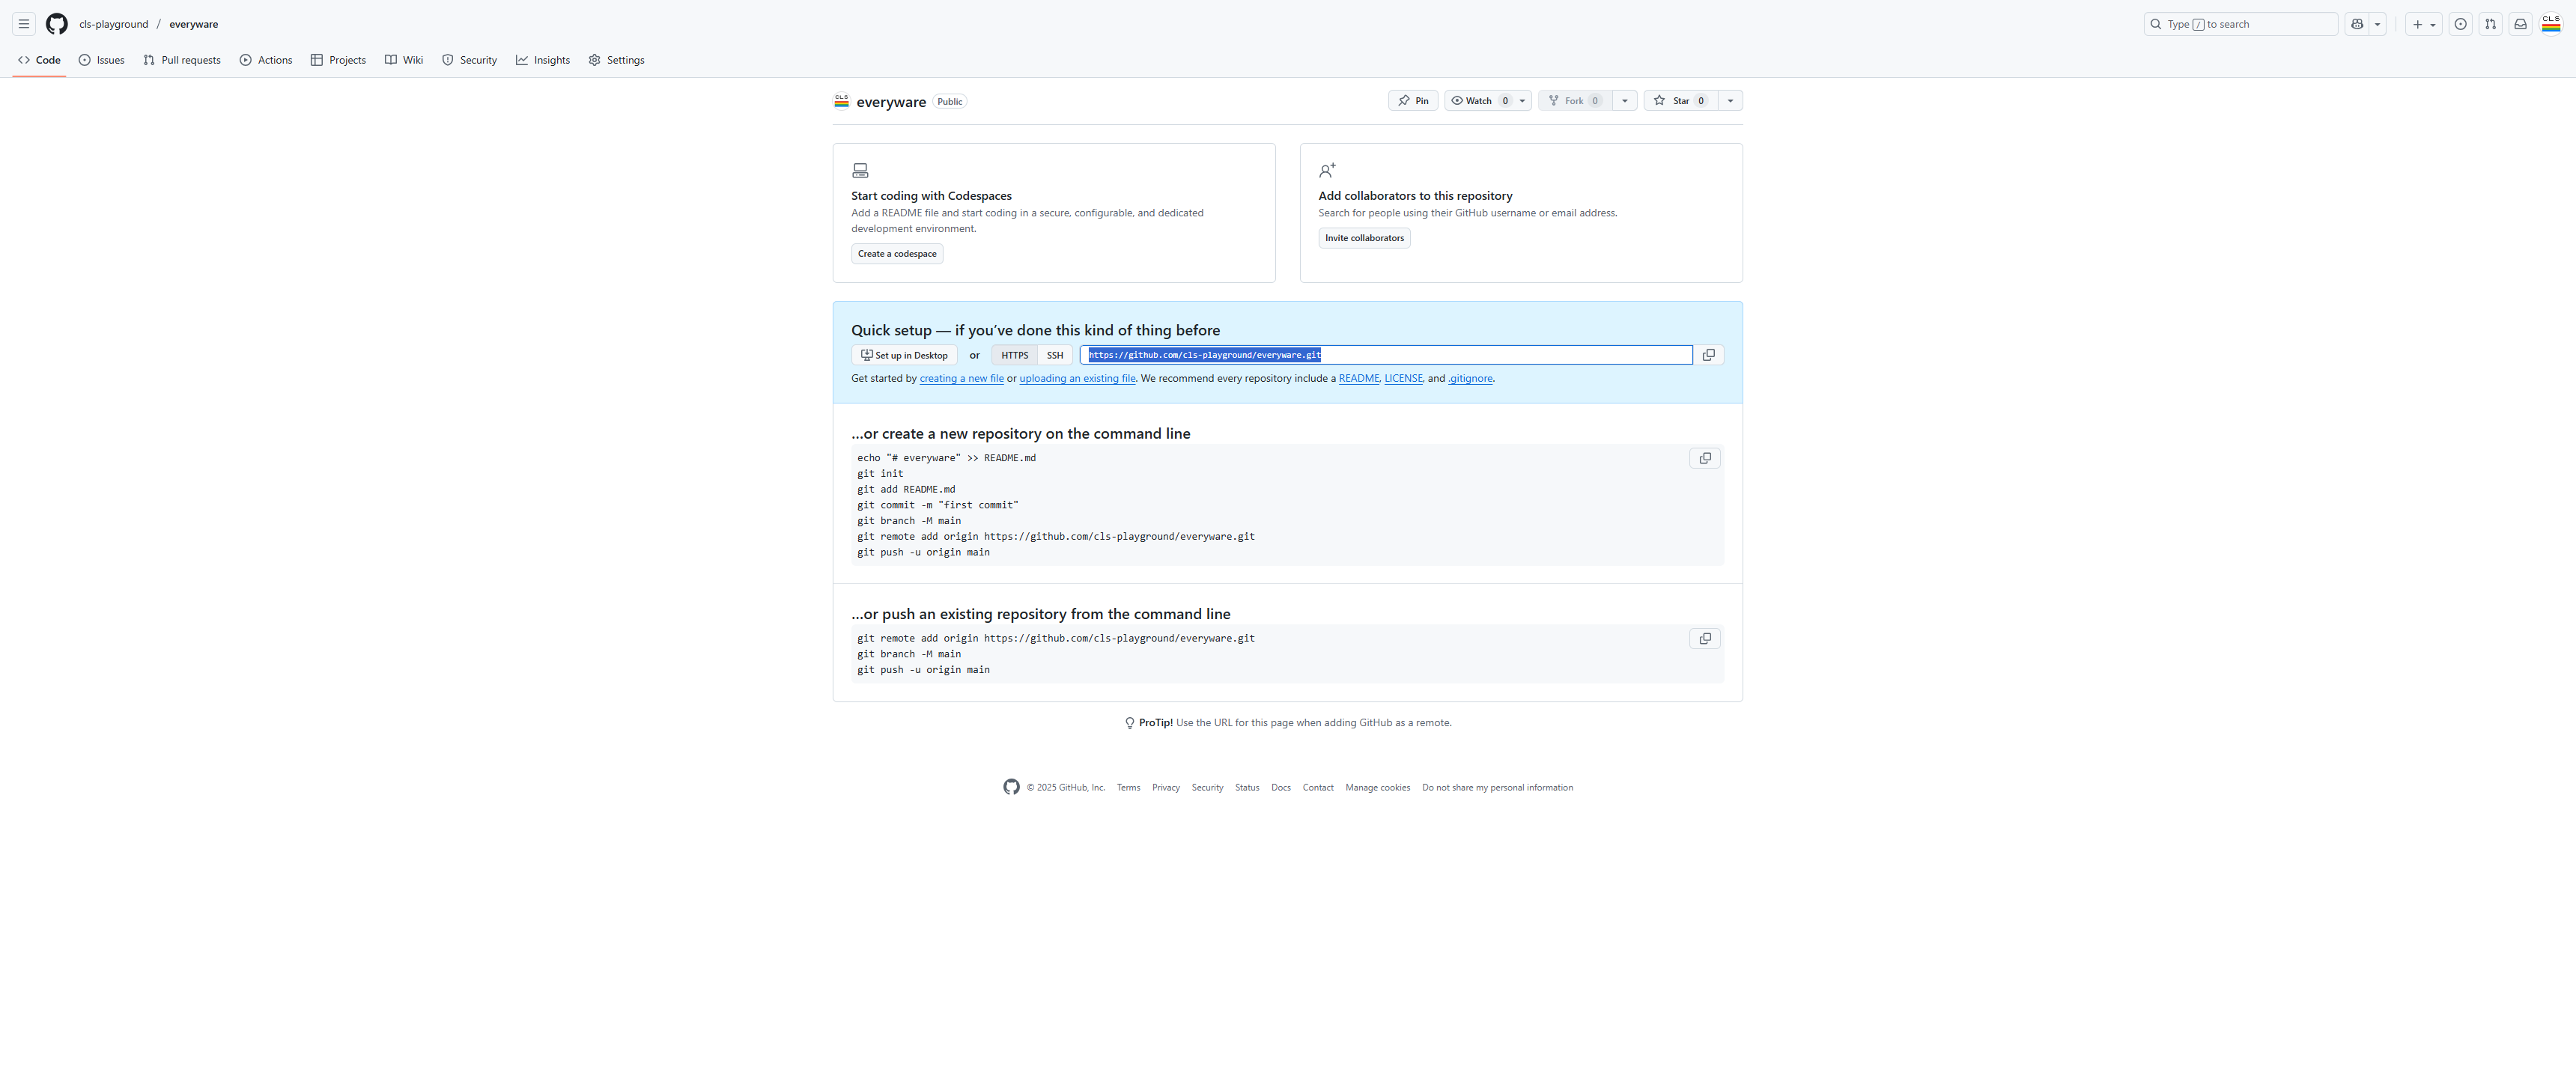 cls-playground / everyware
Type / to search
Code Issues Pull requests Actions Projects Wiki Security Insights Settings
CLS
CLS
everyware Public
Pin Watch 0 Fork 0 Star 0
Start coding with Codespaces
Add a README file and start coding in a secure, configurable, and dedicated
development environment.
Create a codespace
Add collaborators to this repository
Search for people using their GitHub username or email address.
Invite collaborators
Quick setup — if you’ve done this kind of thing before
Set up in Desktop or HTTPS SSH https://github.com/cls-playground/everyware.git
Get started by creating a new file or uploading an existing file. We recommend every repository include a README, LICENSE, and .gitignore.
…or create a new repository on the command line
echo "# everyware" >> README.md
git init
git add README.md
git commit -m "first commit"
git branch -M main
git remote add origin https://github.com/cls-playground/everyware.git
git push -u origin main
…or push an existing repository from the command line
git remote add origin https://github.com/cls-playground/everyware.git
git branch -M main
git push -u origin main
ProTip! Use the URL for this page when adding GitHub as a remote.
© 2025 GitHub, Inc. Terms Privacy Security Status Docs Contact Manage cookies Do not share my personal information